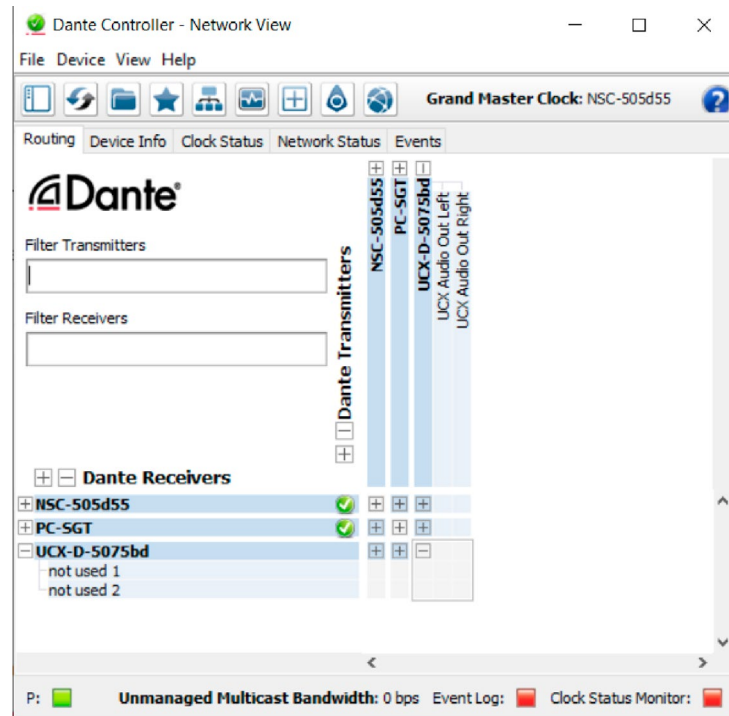 Dante Controller - Network View
File Device View Help
Grand Master Clock: NSC-505d55
Routing Device Info Clock Status Network Status Events
Dante®
Filter Transmitters
Filter Receivers
Dante Transmitters
NSC-505d55
PC-SGT
UCX-D-5075bd
UCX Audio Out Left
UCX Audio Out Right
Dante Receivers
NSC-505d55
PC-SGT
UCX-D-5075bd
not used 1
not used 2
P: Unmanaged Multicast Bandwidth: 0 bps Event Log: Clock Status Monitor: